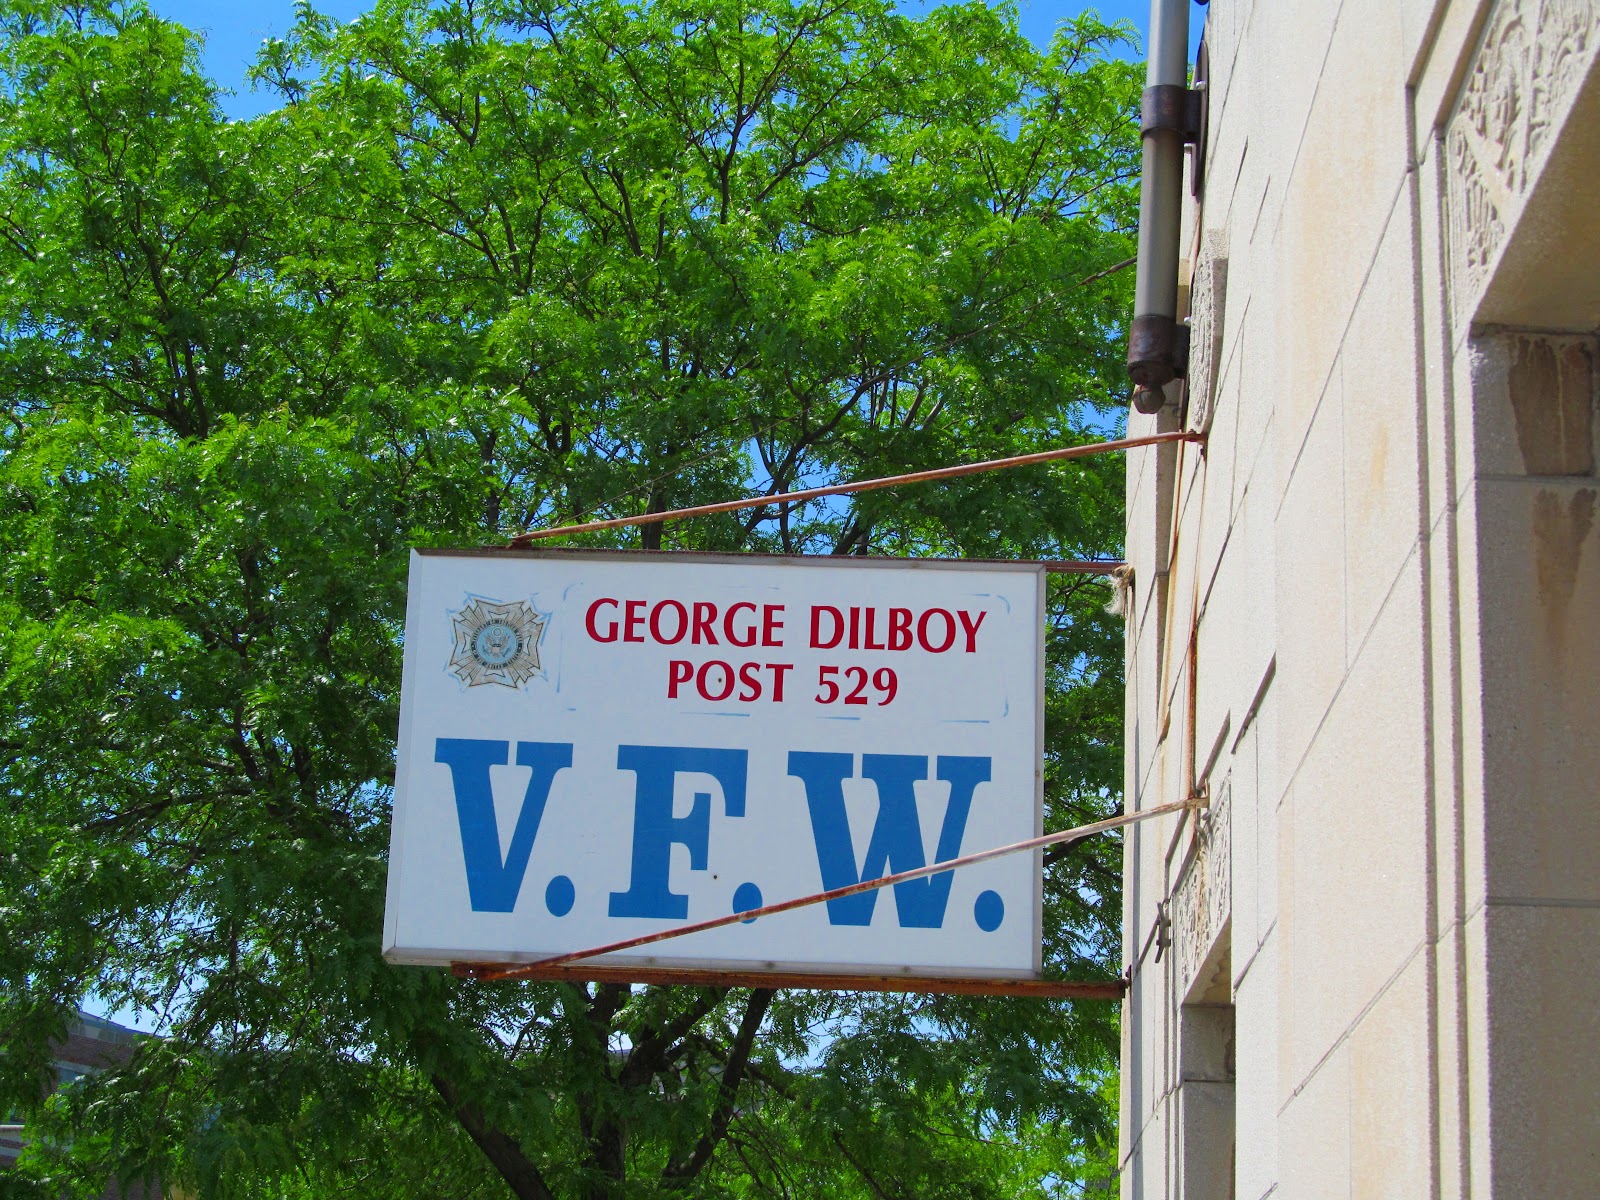 GEORGE DILBOY
POST 529
V.F.W.